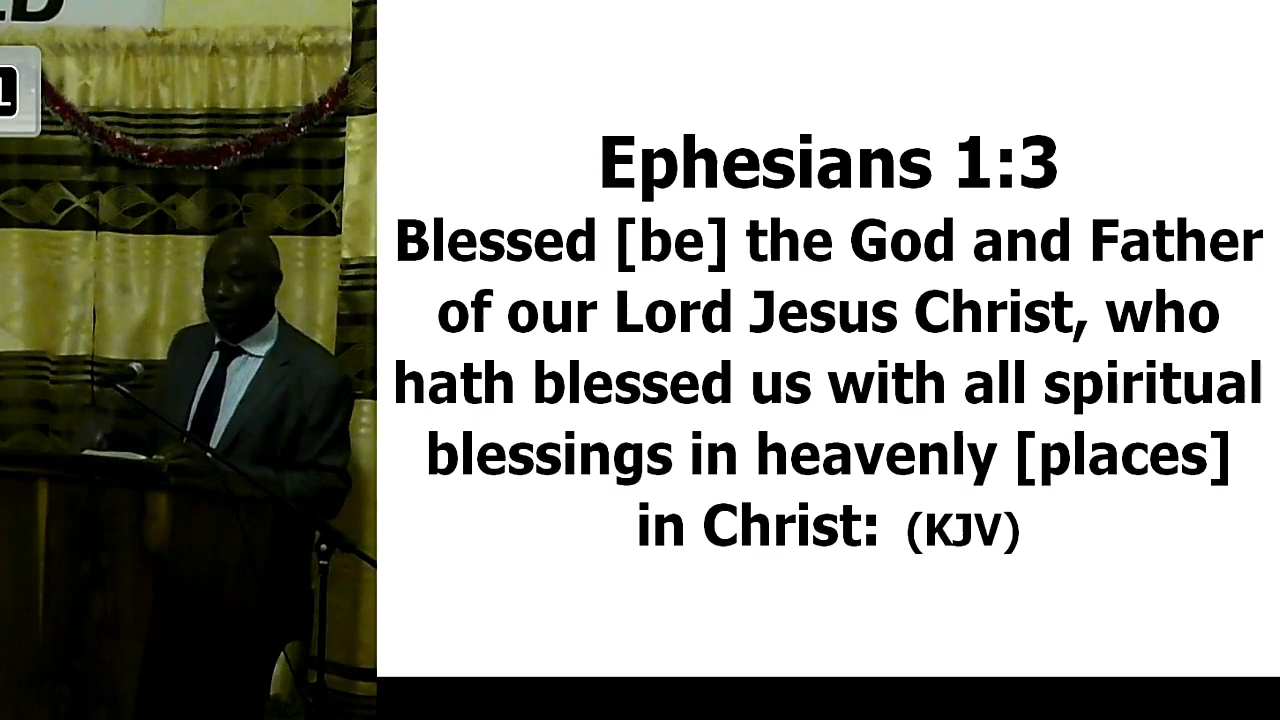 Ephesians 1:3
Blessed [be] the God and Father
of our Lord Jesus Christ, who
hath blessed us with all spiritual
blessings in heavenly [places]
in Christ: (KJV)